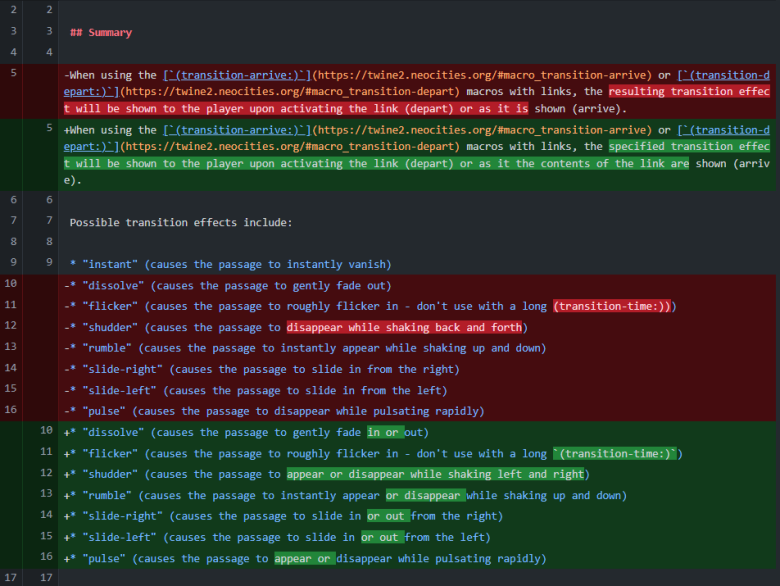 2 2
3 3 ## Summary
4 4
5 -When using the [`(transition-arrive:)`](https://twine2.neocities.org/#macro_transition-arrive) or [`(transition-d
epart:)`](https://twine2.neocities.org/#macro_transition-depart) macros with links, the resulting transition effec
t will be shown to the player upon activating the link (depart) or as it is shown (arrive).
5 +When using the [`(transition-arrive:)`](https://twine2.neocities.org/#macro_transition-arrive) or [`(transition-d
epart:)`](https://twine2.neocities.org/#macro_transition-depart) macros with links, the specified transition effec
t will be shown to the player upon activating the link (depart) or as it the contents of the link are shown (arriv
e).
6 6
7 7 Possible transition effects include:
8 8
9 9 * "instant" (causes the passage to instantly vanish)
10 -* "dissolve" (causes the passage to gently fade out)
11 -* "flicker" (causes the passage to roughly flicker in - don't use with a long (transition-time:))
12 -* "shudder" (causes the passage to disappear while shaking back and forth)
13 -* "rumble" (causes the passage to instantly appear while shaking up and down)
14 -* "slide-right" (causes the passage to slide in from the right)
15 -* "slide-left" (causes the passage to slide in from the left)
16 -* "pulse" (causes the passage to disappear while pulsating rapidly)
10 +* "dissolve" (causes the passage to gently fade in or out)
11 +* "flicker" (causes the passage to roughly flicker in - don't use with a long `(transition-time:)`)
12 +* "shudder" (causes the passage to appear or disappear while shaking left and right)
13 +* "rumble" (causes the passage to instantly appear or disappear while shaking up and down)
14 +* "slide-right" (causes the passage to slide in or out from the right)
15 +* "slide-left" (causes the passage to slide in or out from the left)
16 +* "pulse" (causes the passage to appear or disappear while pulsating rapidly)
17 17